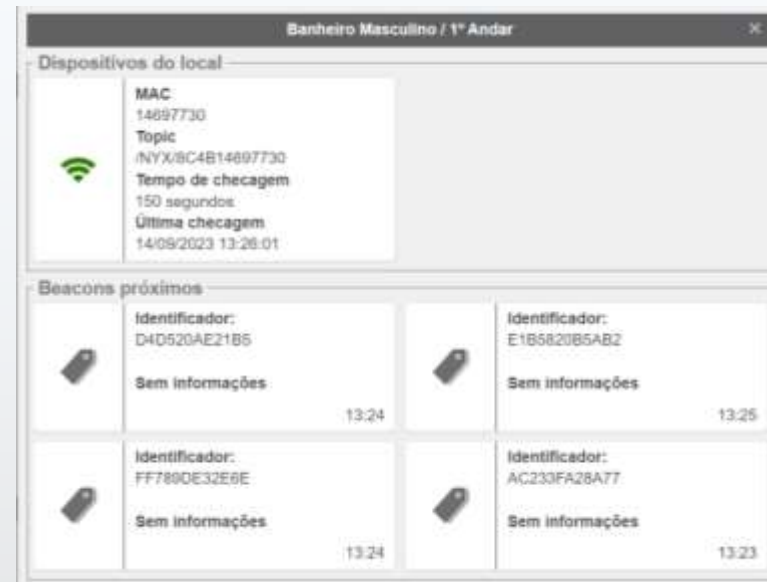 Banheiro Masculino / 1º Andar
Dispositivos do local
MAC
14697730
Topic
/NYX/8C4B14697730
Tempo de checagem
150 segundos
Última checagem
14/09/2023 13:26:01
Beacons próximos
Identificador:
D4D520AE21B5
Sem informações
13:24
Identificador:
E1B5820B5AB2
Sem informações
13:25
Identificador:
FF789DE32E6E
Sem informações
13:24
Identificador:
AC233FA28A77
Sem informações
13:23